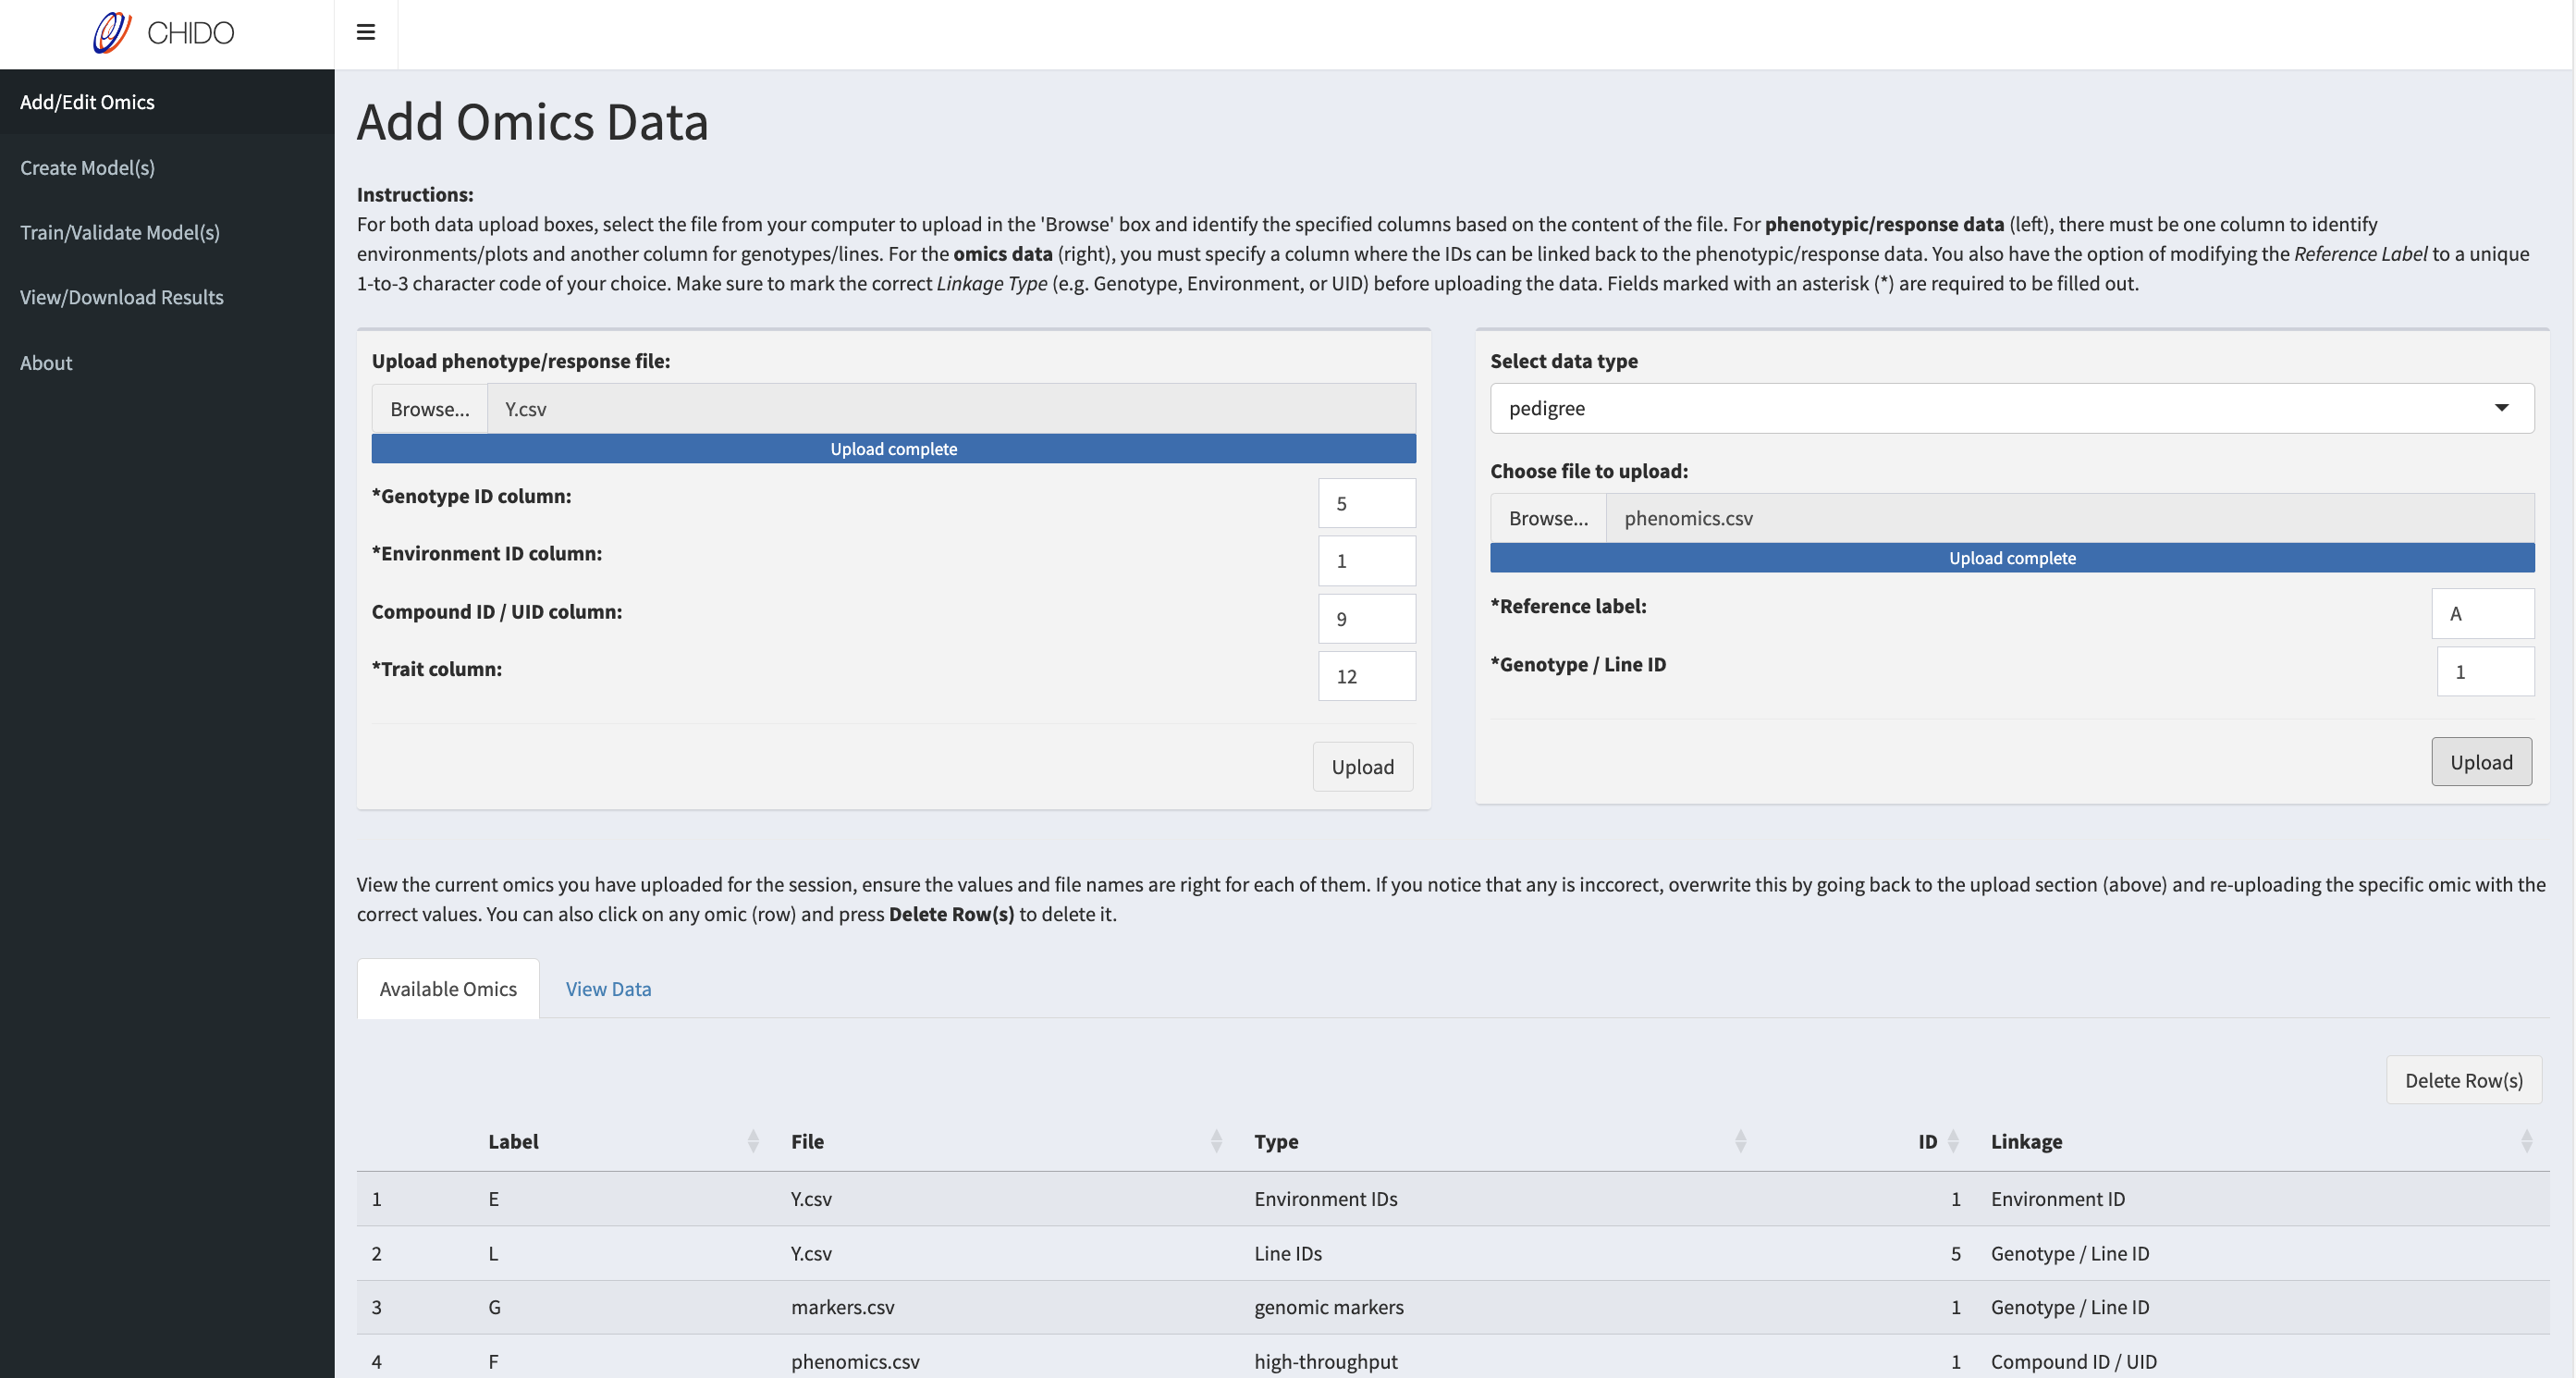 CHIDO
Add/Edit Omics
Create Model(s)
Train/Validate Model(s)
View/Download Results
About
Add Omics Data
Instructions:
For both data upload boxes, select the file from your computer to upload in the 'Browse' box and identify the specified columns based on the content of the file. For phenotypic/response data (left), there must be one column to identify
environments/plots and another column for genotypes/lines. For the omics data (right), you must specify a column where the IDs can be linked back to the phenotypic/response data. You also have the option of modifying the Reference Label to a unique
1-to-3 character code of your choice. Make sure to mark the correct Linkage Type (e.g. Genotype, Environment, or UID) before uploading the data. Fields marked with an asterisk (*) are required to be filled out.
Upload phenotype/response file:
Browse... Y.csv
Upload complete
*Genotype ID column: 5
*Environment ID column: 1
Compound ID / UID column: 9
*Trait column: 12
Upload
Select data type
pedigree
Choose file to upload:
Browse... phenomics.csv
Upload complete
*Reference label: A
*Genotype / Line ID 1
Upload
View the current omics you have uploaded for the session, ensure the values and file names are right for each of them. If you notice that any is inccorect, overwrite this by going back to the upload section (above) and re-uploading the specific omic with the
correct values. You can also click on any omic (row) and press Delete Row(s) to delete it.
Available Omics View Data
Delete Row(s)
Label File Type ID Linkage
1 E Y.csv Environment IDs 1 Environment ID
2 L Y.csv Line IDs 5 Genotype / Line ID
3 G markers.csv genomic markers 1 Genotype / Line ID
4 F phenomics.csv high-throughput 1 Compound ID / UID